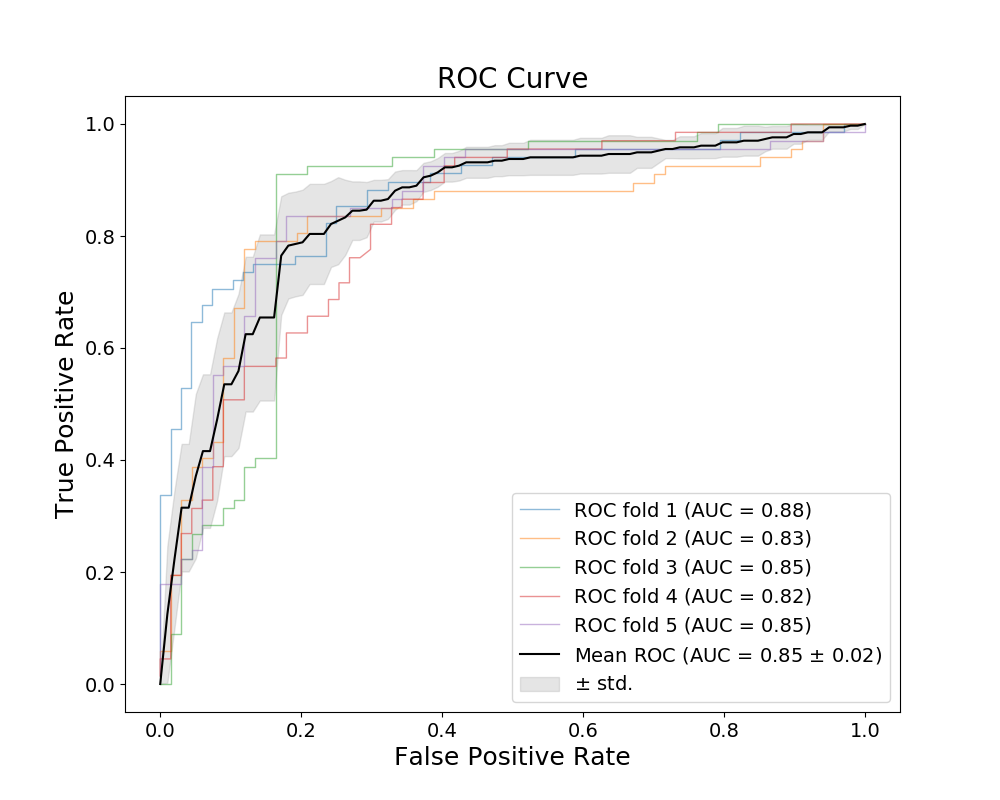 ROC Curve
True Positive Rate
1.0
0.8
0.6
0.4
0.2
0.0
ROC fold 1 (AUC = 0.88)
ROC fold 2 (AUC = 0.83)
ROC fold 3 (AUC = 0.85)
ROC fold 4 (AUC = 0.82)
ROC fold 5 (AUC = 0.85)
Mean ROC (AUC = 0.85 ± 0.02)
± std.
0.0 0.2 0.4 0.6 0.8 1.0
False Positive Rate